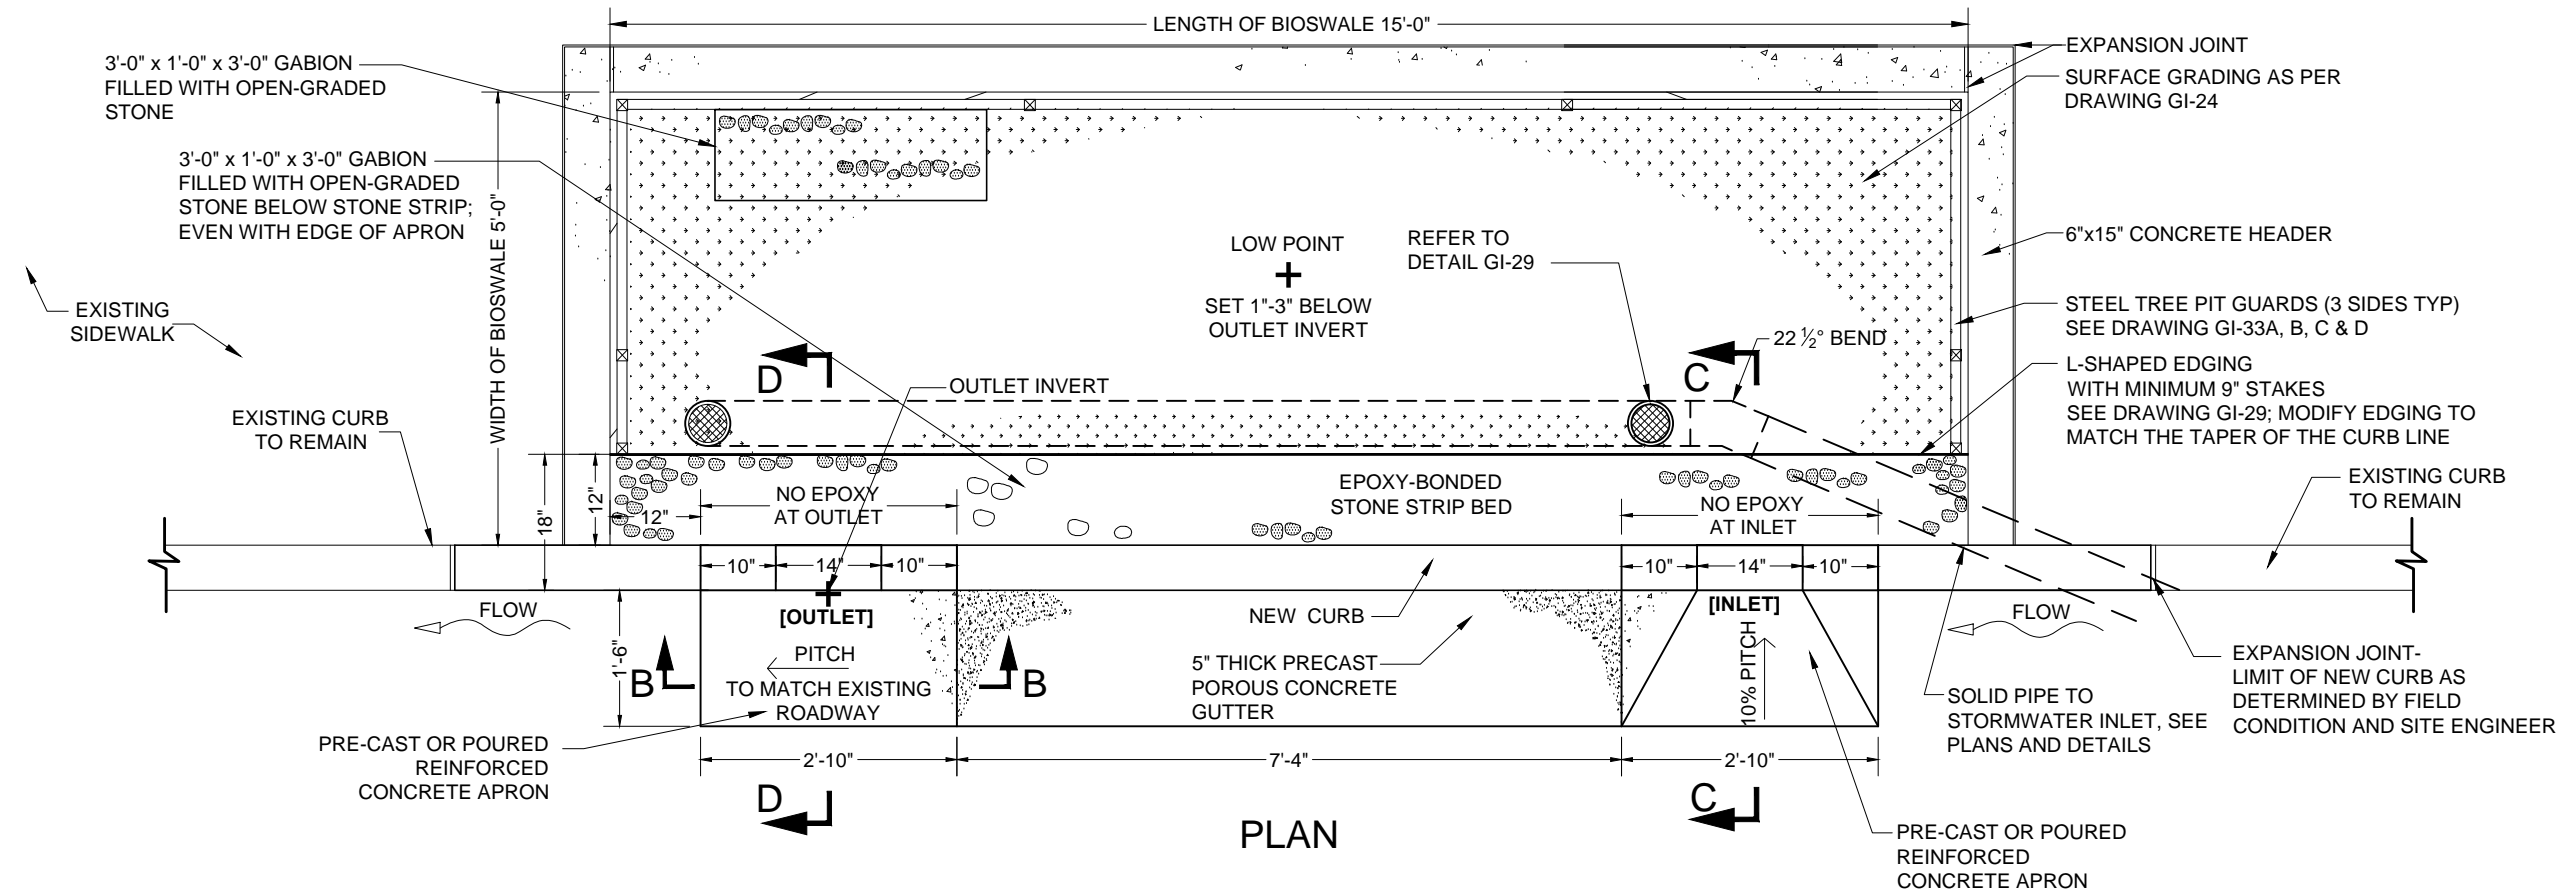 LENGTH OF BIOSWALE 15'-0"
3'-0" x 1'-0" x 3'-0" GABION
FILLED WITH OPEN-GRADED
STONE
3'-0" x 1'-0" x 3'-0" GABION
FILLED WITH OPEN-GRADED
STONE BELOW STONE STRIP;
EVEN WITH EDGE OF APRON
WIDTH OF BIOSWALE 5'-0"
EXISTING
SIDEWALK
EXISTING CURB
TO REMAIN
EXPANSION JOINT
SURFACE GRADING AS PER
DRAWING GI-24
LOW POINT
SET 1"-3" BELOW
OUTLET INVERT
REFER TO
DETAIL GI-29
6"x15" CONCRETE HEADER
STEEL TREE PIT GUARDS (3 SIDES TYP)
SEE DRAWING GI-33A, B, C & D
22 ½° BEND
L-SHAPED EDGING
WITH MINIMUM 9" STAKES
SEE DRAWING GI-29; MODIFY EDGING TO
MATCH THE TAPER OF THE CURB LINE
D
C
OUTLET INVERT
EXISTING CURB
TO REMAIN
18"
12"
12"
NO EPOXY
AT OUTLET
EPOXY-BONDED
STONE STRIP BED
NO EPOXY
AT INLET
10"
14"
10"
10"
14"
10"
FLOW
[OUTLET]
NEW CURB
[INLET]
FLOW
1'-6"
B
PITCH
TO MATCH EXISTING
ROADWAY
B
5" THICK PRECAST
POROUS CONCRETE
GUTTER
10% PITCH
SOLID PIPE TO
STORMWATER INLET, SEE
PLANS AND DETAILS
EXPANSION JOINT-
LIMIT OF NEW CURB AS
DETERMINED BY FIELD
CONDITION AND SITE ENGINEER
PRE-CAST OR POURED
REINFORCED
CONCRETE APRON
2'-10"
7'-4"
2'-10"
D
C
PLAN
PRE-CAST OR POURED
REINFORCED
CONCRETE APRON